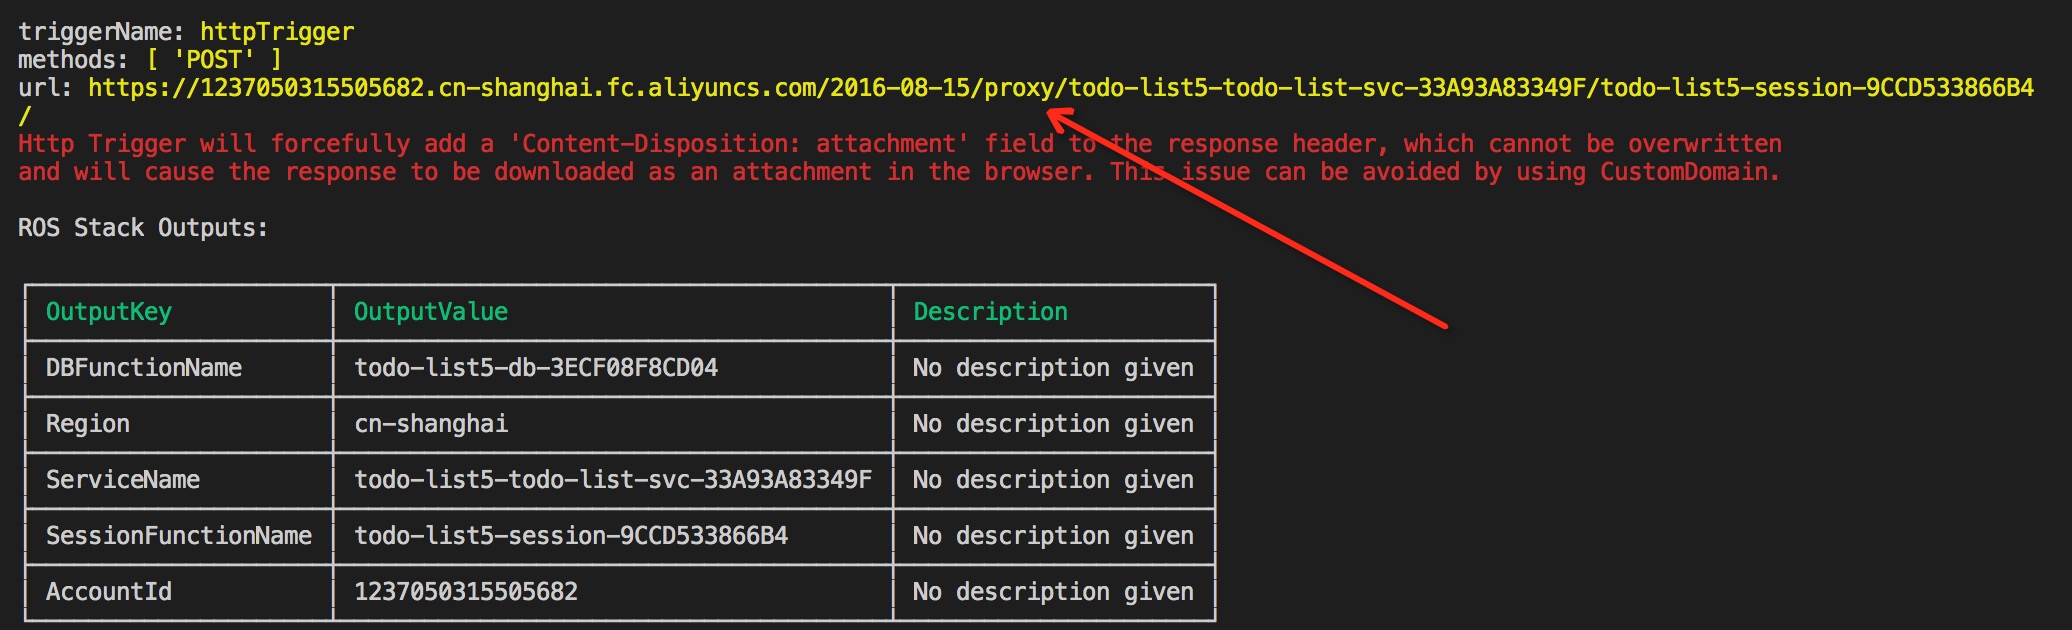 triggerName: httpTrigger
methods: [ 'POST' ]
url: https://1237050315505682.cn-shanghai.fc.aliyuncs.com/2016-08-15/proxy/todo-list5-todo-list-svc-33A93A83349F/todo-list5-session-9CCD533866B4
/
Http Trigger will forcefully add a 'Content-Disposition: attachment' field to the response header, which cannot be overwritten
and will cause the response to be downloaded as an attachment in the browser. This issue can be avoided by using CustomDomain.
ROS Stack Outputs:
OutputKey OutputValue Description
DBFunctionName todo-list5-db-3ECF08F8CD04 No description given
Region cn-shanghai No description given
ServiceName todo-list5-todo-list-svc-33A93A83349F No description given
SessionFunctionName todo-list5-session-9CCD533866B4 No description given
AccountId 1237050315505682 No description given